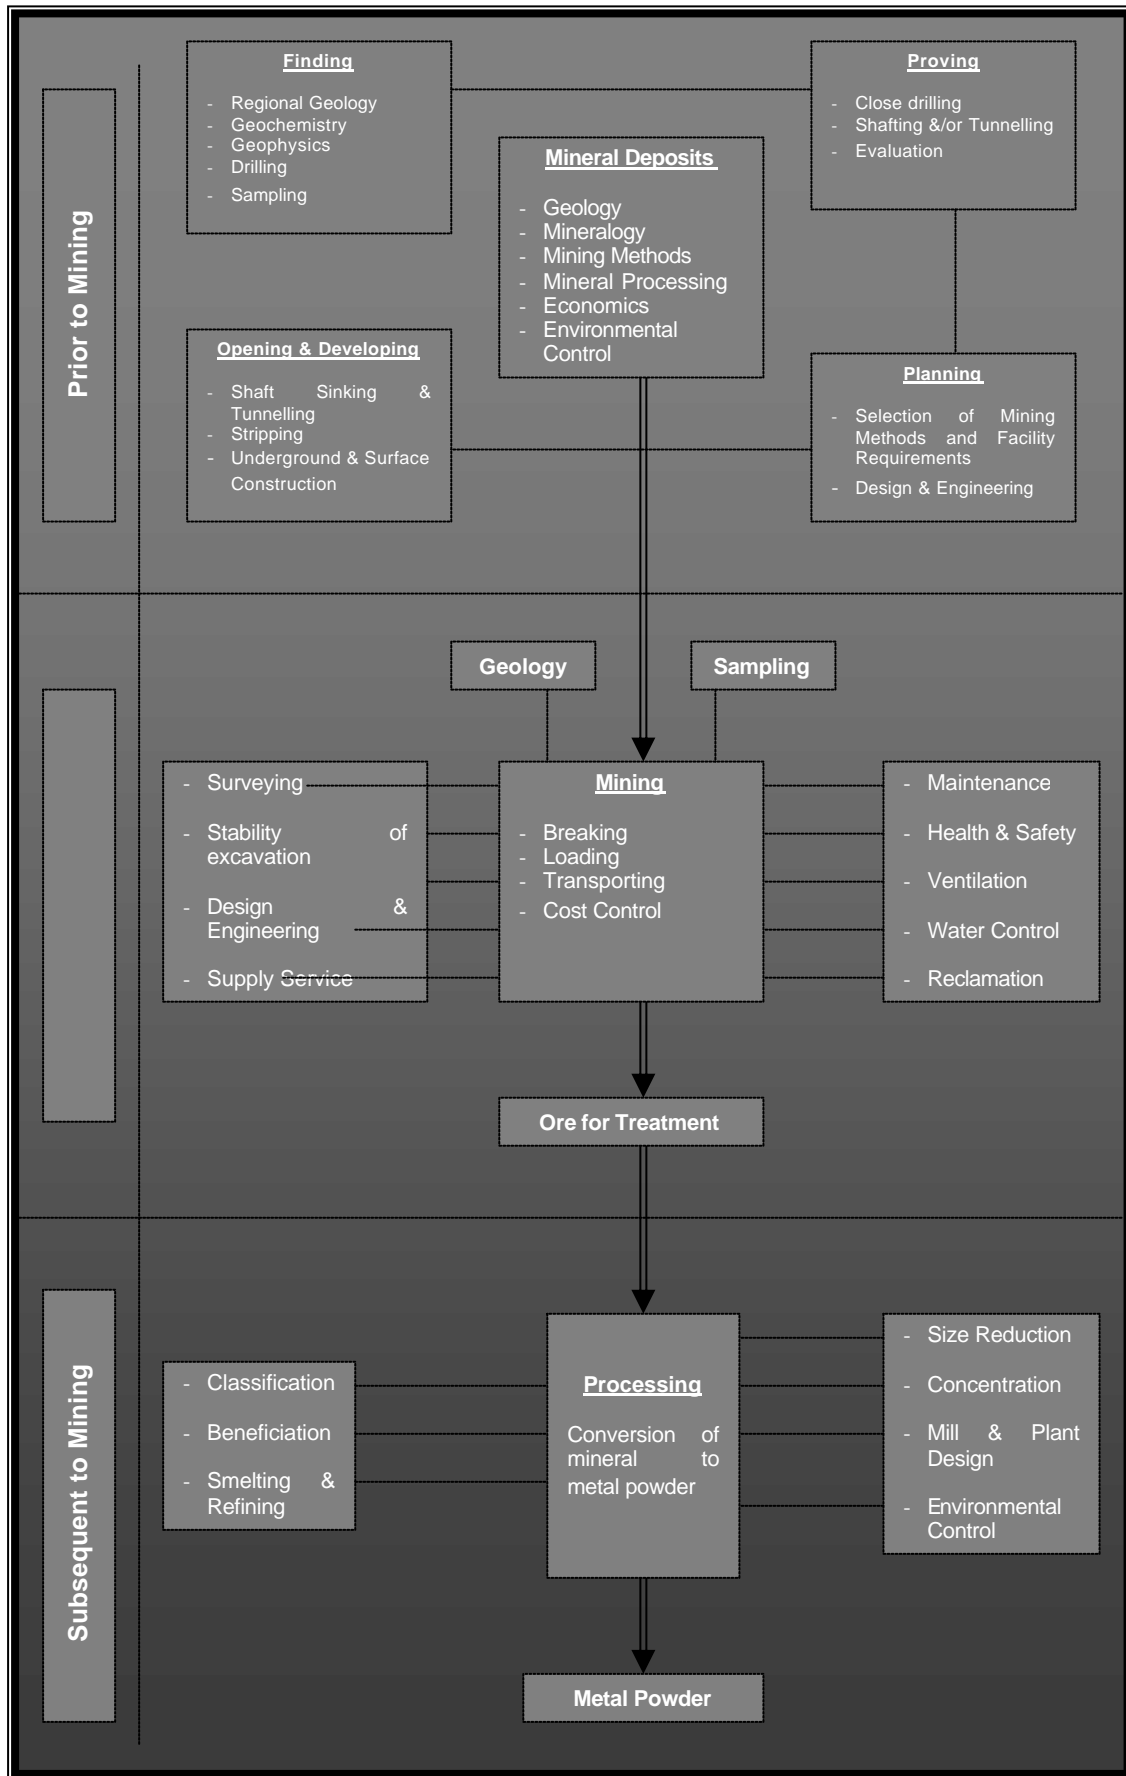 Prior to Mining
Finding
- Regional Geology
- Geochemistry
- Geophysics
- Drilling
- Sampling
Proving
- Close drilling
- Shafting &/or Tunnelling
- Evaluation
Mineral Deposits
- Geology
- Mineralogy
- Mining Methods
- Mineral Processing
- Economics
- Environmental
Control
Opening & Developing
- Shaft Sinking &
Tunnelling
- Stripping
- Underground & Surface
Construction
Planning
- Selection of Mining
Methods and Facility
Requirements
- Design & Engineering
Geology
Sampling
- Surveying
- Stability of
excavation
- Design &
Engineering
- Supply Service
Mining
- Breaking
- Loading
- Transporting
- Cost Control
- Maintenance
- Health & Safety
- Ventilation
- Water Control
- Reclamation
Ore for Treatment
Subsequent to Mining
- Classification
- Beneficiation
- Smelting &
Refining
Processing
Conversion of
mineral to
metal powder
- Size Reduction
- Concentration
- Mill & Plant
Design
- Environmental
Control
Metal Powder